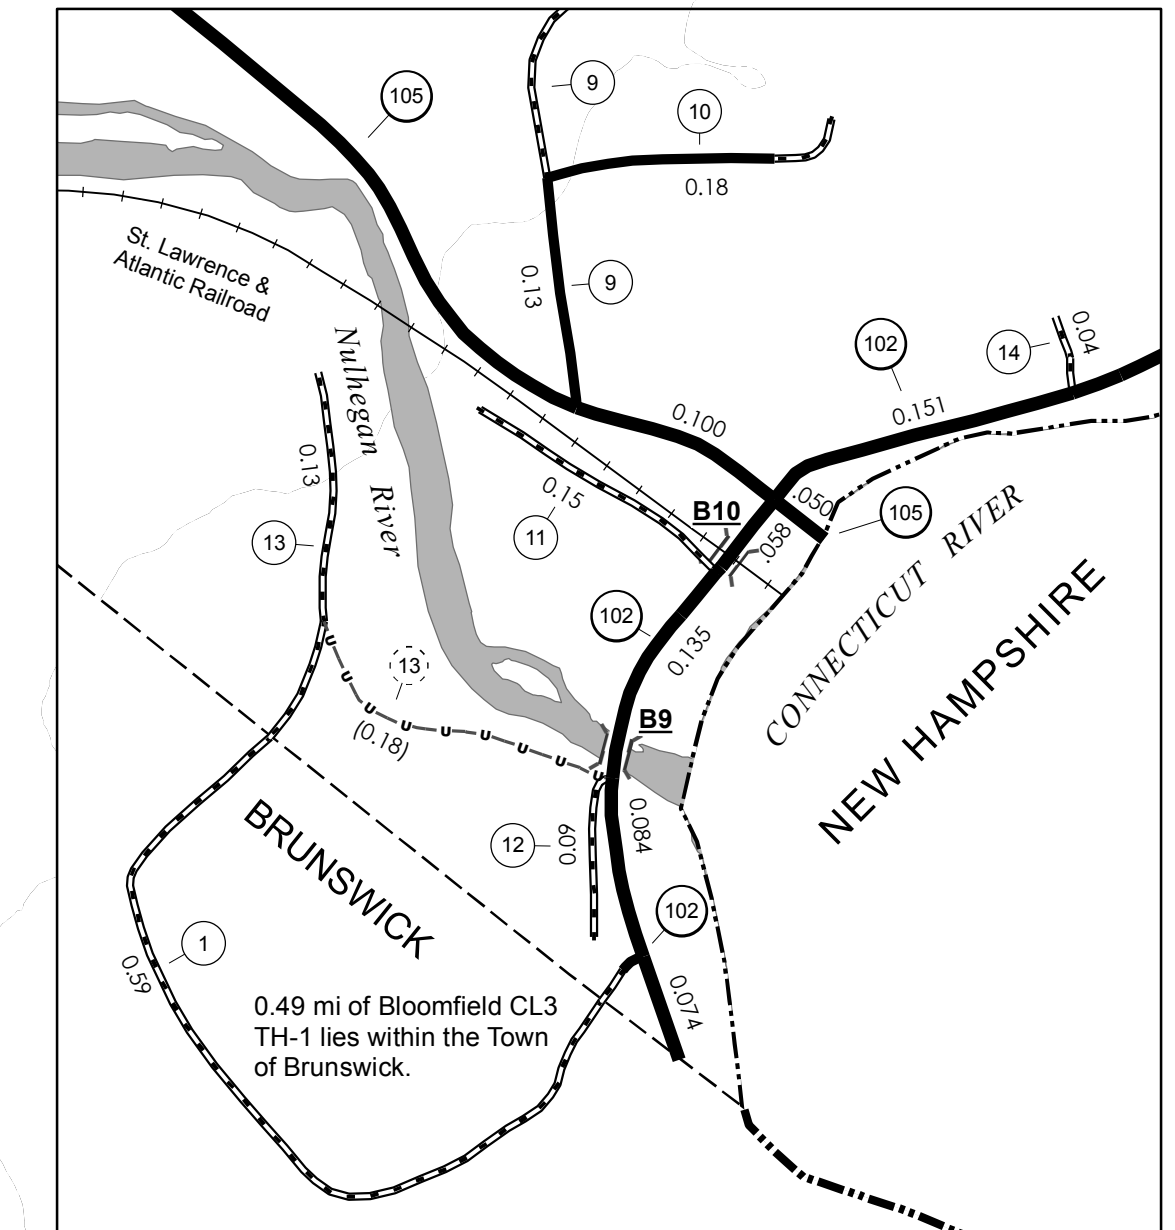 105
9
10
0.18
St. Lawrence &
Atlantic Railroad
0.13
9
Nulhegan
River
102
14
0.04
0.151
0.100
0.13
0.15
11
B10
.050
.058
105
13
102
0.135
CONNECTICUT RIVER
NEW HAMPSHIRE
13
(0.18)
B9
U
U
U
U
U
U
U
U
BRUNSWICK
12
0.09
0.084
102
1
0.59
0.074
0.49 mi of Bloomfield CL3
TH-1 lies within the Town
of Brunswick.